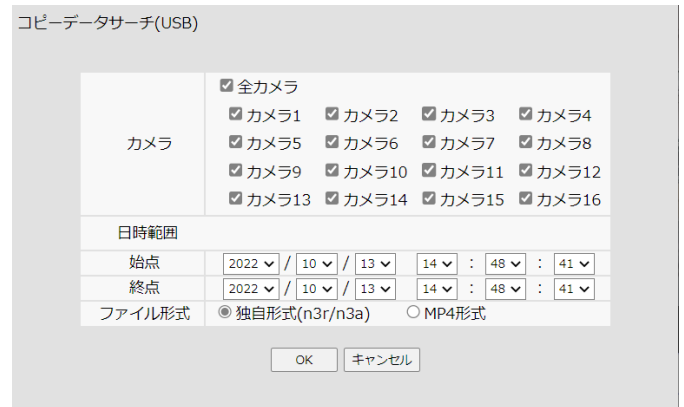 コピーデータサーチ(USB)
全カメラ
カメラ1 カメラ2 カメラ3 カメラ4
カメラ カメラ5 カメラ6 カメラ7 カメラ8
カメラ9 カメラ10 カメラ11 カメラ12
カメラ13 カメラ14 カメラ15 カメラ16
日時範囲
始点 2022 / 10 / 13 14 : 48 : 41
終点 2022 / 10 / 13 14 : 48 : 41
ファイル形式 独自形式(n3r/n3a) MP4形式
OK キャンセル